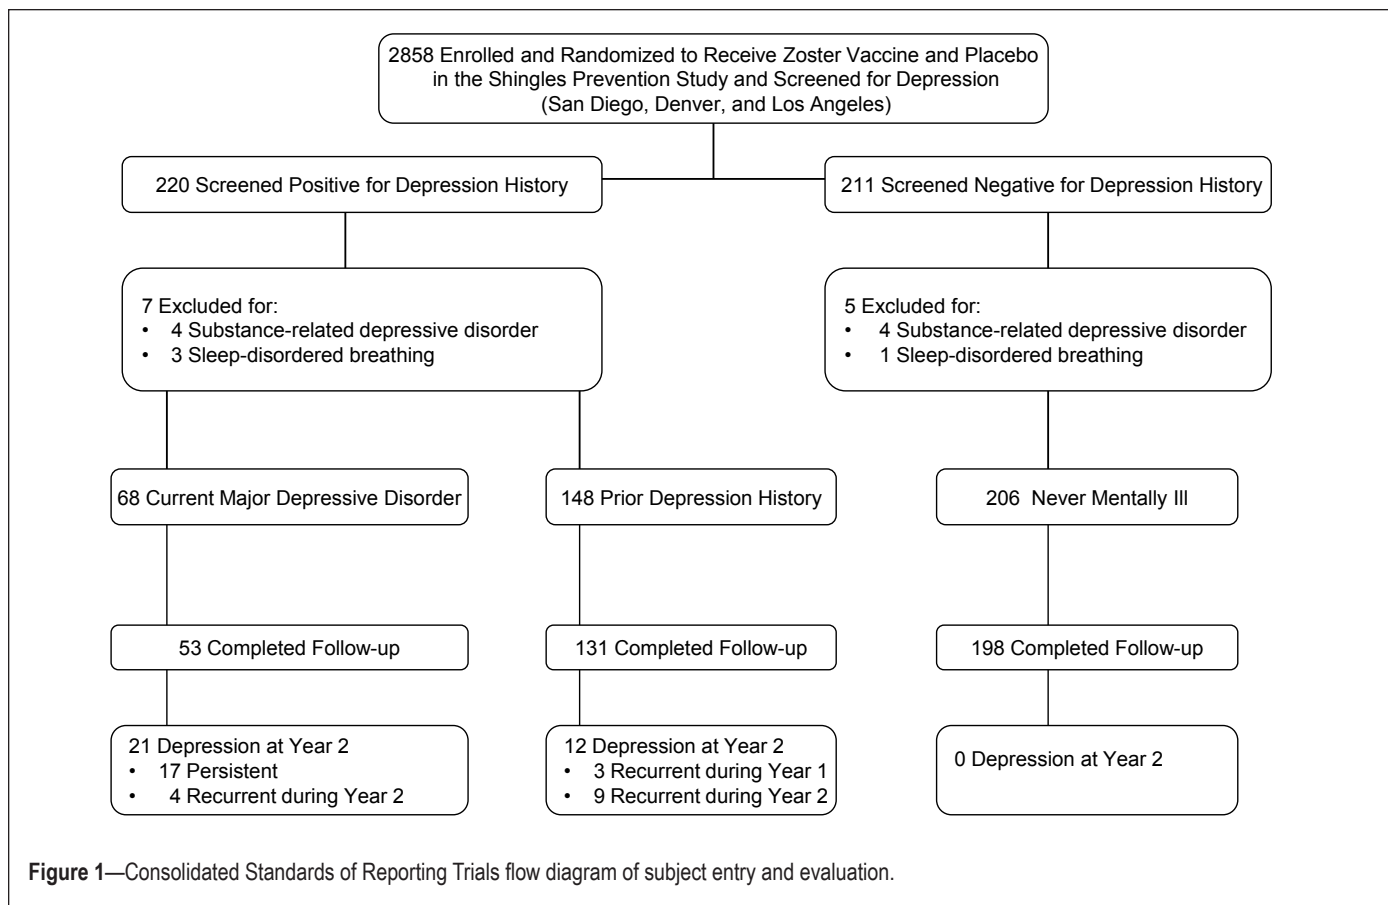 2858 Enrolled and Randomized to Receive Zoster Vaccine and Placebo
in the Shingles Prevention Study and Screened for Depression
(San Diego, Denver, and Los Angeles)
220 Screened Positive for Depression History
211 Screened Negative for Depression History
7 Excluded for:
• 4 Substance-related depressive disorder
• 3 Sleep-disordered breathing
5 Excluded for:
• 4 Substance-related depressive disorder
• 1 Sleep-disordered breathing
68 Current Major Depressive Disorder
148 Prior Depression History
206 Never Mentally Ill
53 Completed Follow-up
131 Completed Follow-up
198 Completed Follow-up
21 Depression at Year 2
• 17 Persistent
• 4 Recurrent during Year 2
12 Depression at Year 2
• 3 Recurrent during Year 1
• 9 Recurrent during Year 2
0 Depression at Year 2
Figure 1—Consolidated Standards of Reporting Trials flow diagram of subject entry and evaluation.